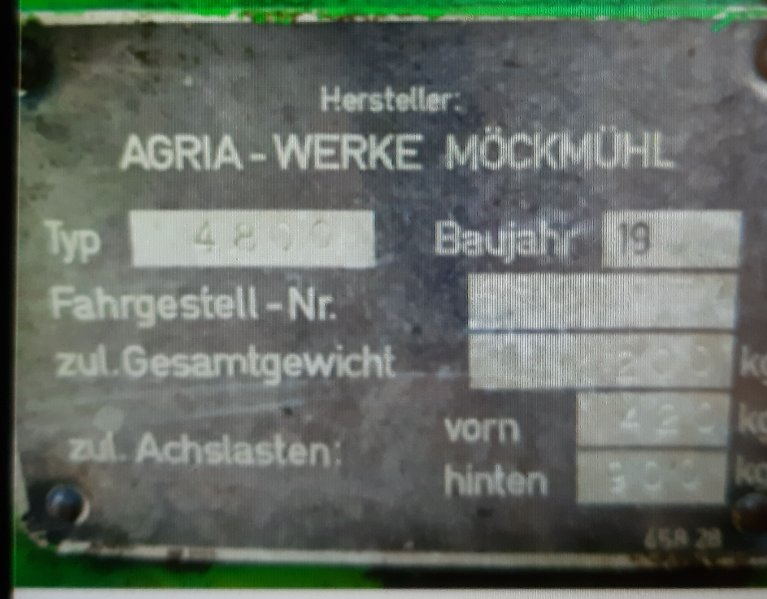 Hersteller:
AGRIA-WERKE MÖCKMÜHL
Typ 4800 Baujahr 19
Fahrgestell-Nr.
zul. Gesamtgewicht kg
zul. Achslasten: vorn 420 kg
hinten 900 kg